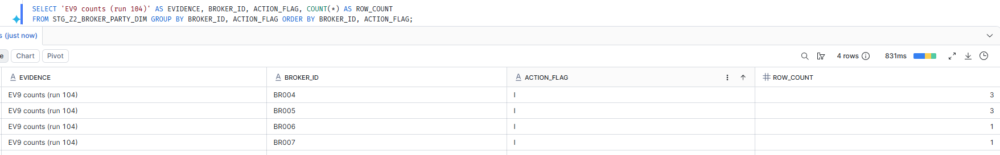 SELECT 'EV9 counts (run 104)' AS EVIDENCE, BROKER_ID, ACTION_FLAG, COUNT(*) AS ROW_COUNT
FROM STG_Z2_BROKER_PARTY_DIM GROUP BY BROKER_ID, ACTION_FLAG ORDER BY BROKER_ID, ACTION_FLAG;
s (just now)
e Chart Pivot 4 rows 831ms
A EVIDENCE A BROKER_ID A ACTION_FLAG # ROW_COUNT
EV9 counts (run 104) BR004 I 3
EV9 counts (run 104) BR005 I 3
EV9 counts (run 104) BR006 I 1
EV9 counts (run 104) BR007 I 1